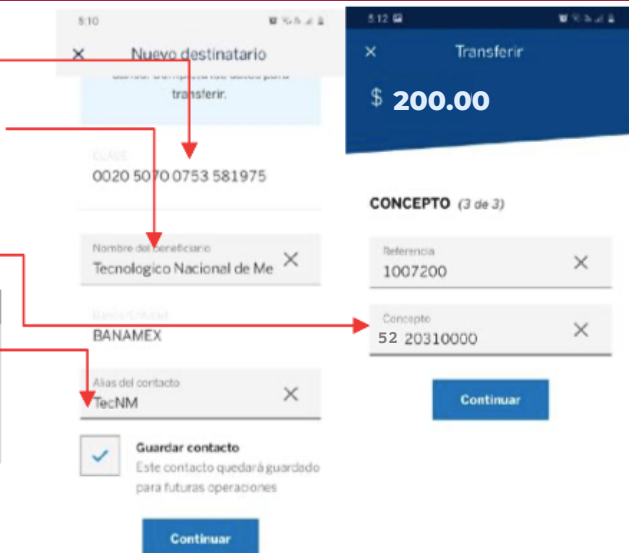 5:10
Nuevo destinatario
transferir.
CLABE
0020 5070 0753 581975
Nombre del beneficiario
Tecnologico Nacional de Me
BANAMEX
Alias del contacto
TecNM
Guardar contacto
Este contacto quedará guardado
para futuras operaciones
Continuar
5:12
Transferir
$ 200.00
CONCEPTO (3 de 3)
Referencia
1007200
Concepto
52 20310000
Continuar